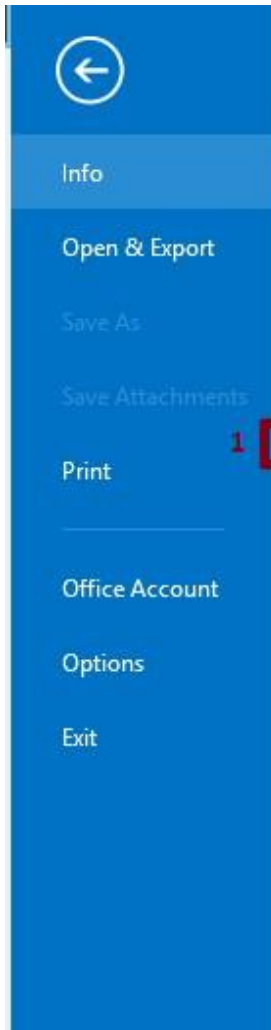 Info
Open & Export
Save As
Save Attachments
1
Print
Office Account
Options
Exit